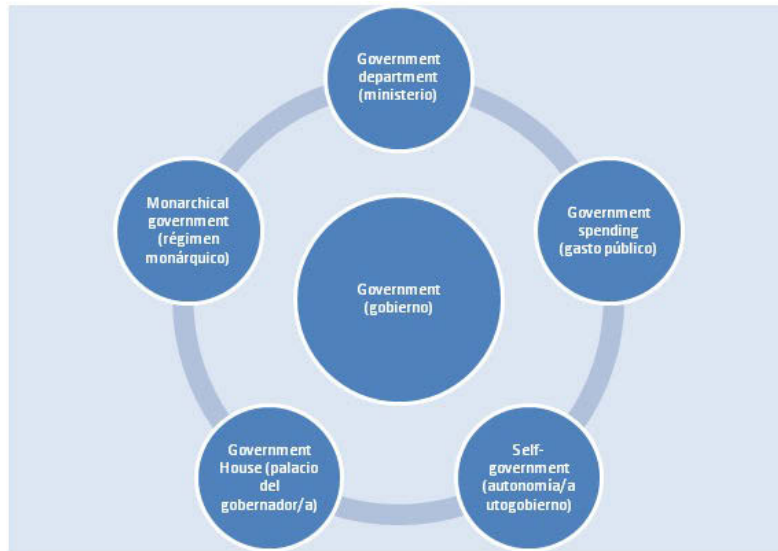 Government
department
(ministerio)
Monarchical
government
(régimen
monárquico)
Government
spending
(gasto público)
Government
(gobierno)
Government
House (palacio
del
gobernador/a)
Self-
government
(autonomía/a
utogobierno)